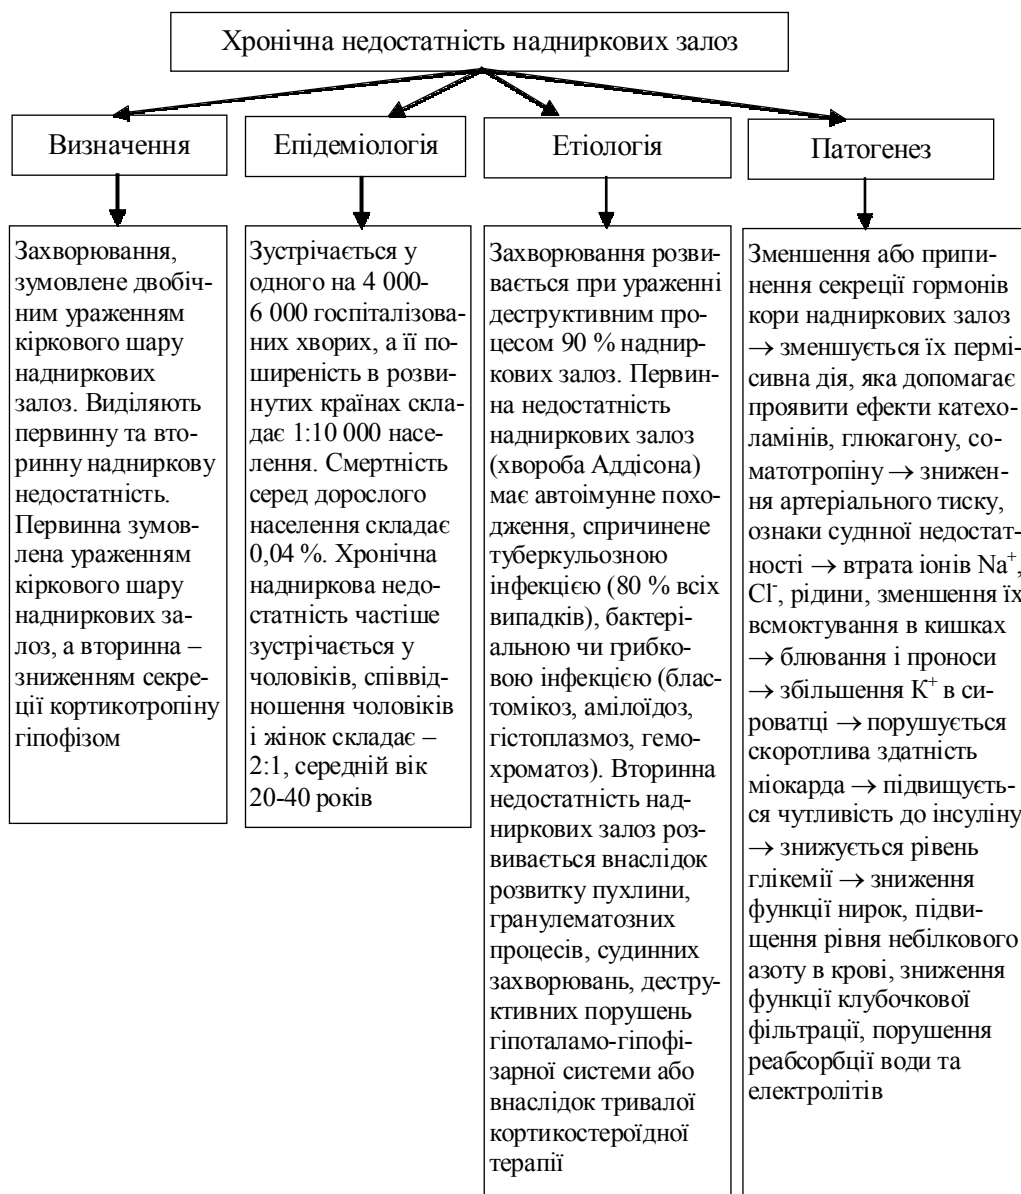 Хронічна недостатність надниркових залоз
Визначення
Епідеміологія
Етіологія
Патогенез
Захворювання,
зумовлене двобіч-
ним ураженням
кіркового шару
надниркових
залоз. Виділяють
первинну та вто-
ринну надниркову
недостатність.
Первинна зумов-
лена ураженням
кіркового шару
надниркових за-
лоз, а вторинна –
зниженням секре-
ції кортикотропіну
гіпофізом
Зустрічається у
одного на 4 000-
6 000 госпіталізова-
них хворих, а її по-
ширеність в розви-
нутих країнах скла-
дає 1:10 000 насе-
лення. Смертність
серед дорослого
населення складає
0,04 %. Хронічна
надниркова недо-
статність частіше
зустрічається у
чоловіків, співвід-
ношення чоловіків
і жінок складає –
2:1, середній вік
20-40 років
Захворювання розви-
вається при ураженні
деструктивним про-
цесом 90 % наднир-
кових залоз. Первин-
на недостатність
надниркових залоз
(хвороба Аддісона)
має автоімунне похо-
дження, спричинене
туберкульозною
інфекцією (80 % всіх
випадків), бактері-
альною чи грибко-
вою інфекцією (блас-
томікоз, амілоїдоз,
гістоплазмоз, гемо-
хроматоз). Вторинна
недостатність над-
ниркових залоз роз-
вивається внаслідок
розвитку пухлини,
гранулематозних
процесів, судинних
захворювань, дестру-
ктивних порушень
гіпоталамо-гіпофі-
зарної системи або
внаслідок тривалої
кортикостероїдної
терапії
Зменшення або припи-
нення секреції гормонів
кори надниркових залоз
→ зменшується їх пермі-
сивна дія, яка допомагає
проявити ефекти катехо-
ламінів, глюкагону, со-
матотропіну → знижен-
ня артеріального тиску,
ознаки судинної недостат-
ності → втрата іонів Na⁺,
Cl⁻, рідини, зменшення їх
всмоктування в кишках
→ блювання і проноси
→ збільшення К⁺ в си-
роватці → порушується
скоротлива здатність
міокарда → підвищуєть-
ся чутливість до інсуліну
→ знижується рівень
глікемії → зниження
функції нирок, підви-
щення рівня небілкового
азоту в крові, зниження
функції клубочкової
фільтрації, порушення
реабсорбції води та
електролітів